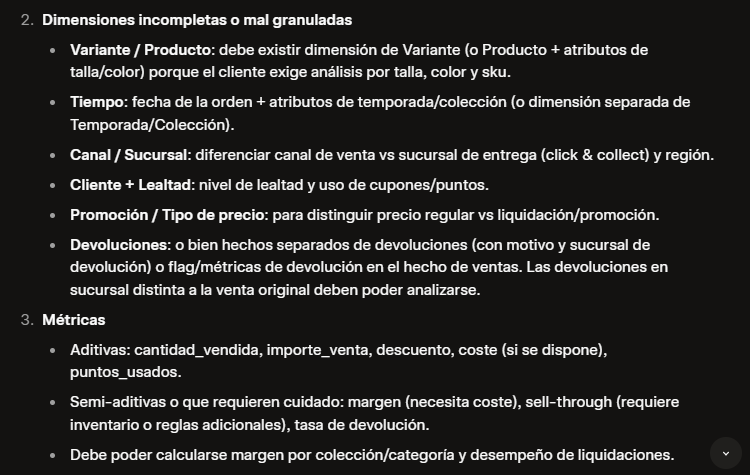 2. Dimensiones incompletas o mal granuladas
• Variante / Producto: debe existir dimensión de Variante (o Producto + atributos de
talla/color) porque el cliente exige análisis por talla, color y sku.
• Tiempo: fecha de la orden + atributos de temporada/colección (o dimensión separada de
Temporada/Colección).
• Canal / Sucursal: diferenciar canal de venta vs sucursal de entrega (click & collect) y región.
• Cliente + Lealtad: nivel de lealtad y uso de cupones/puntos.
• Promoción / Tipo de precio: para distinguir precio regular vs liquidación/promoción.
• Devoluciones: o bien hechos separados de devoluciones (con motivo y sucursal de
devolución) o flag/métricas de devolución en el hecho de ventas. Las devoluciones en
sucursal distinta a la venta original deben poder analizarse.
3. Métricas
• Aditivas: cantidad_vendida, importe_venta, descuento, coste (si se dispone),
puntos_usados.
• Semi-aditivas o que requieren cuidado: margen (necesita coste), sell-through (requiere
inventario o reglas adicionales), tasa de devolución.
• Debe poder calcularse margen por colección/categoría y desempeño de liquidaciones.